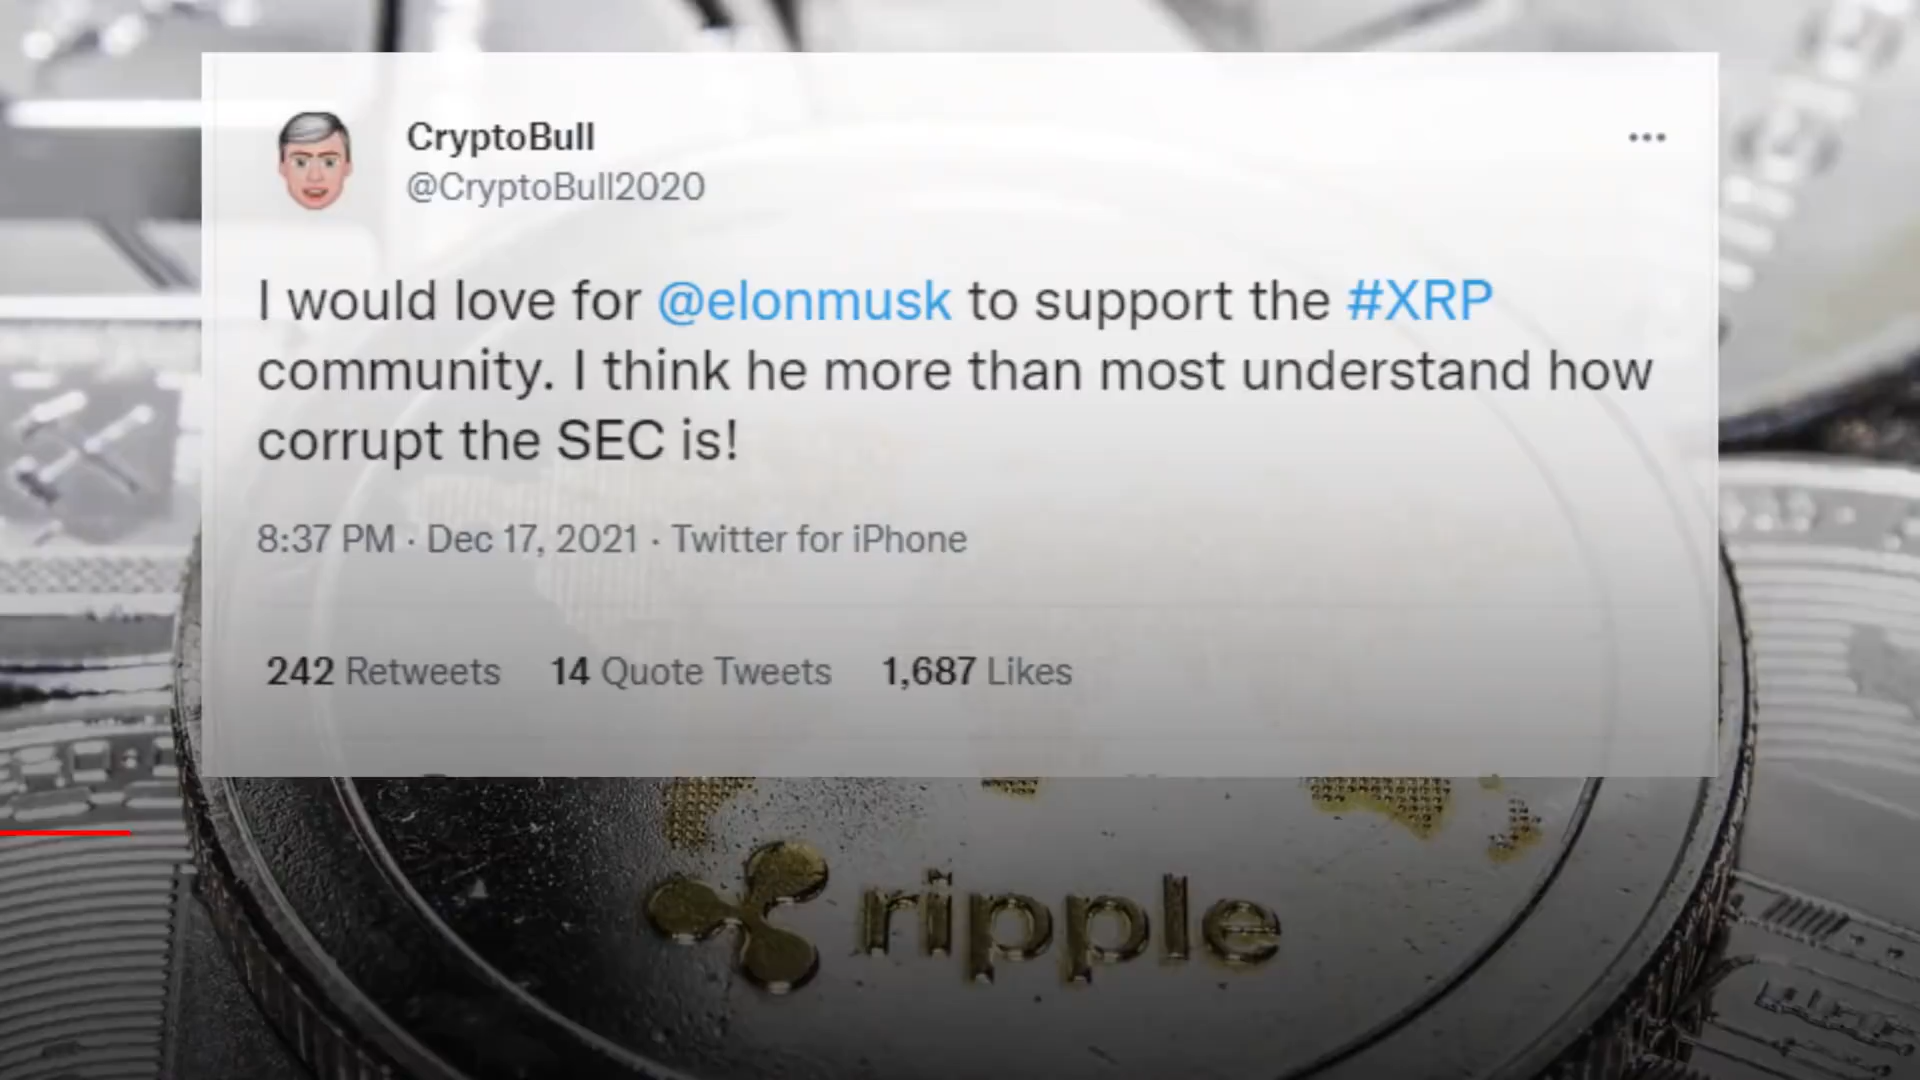 CryptoBull
@CryptoBull2020
I would love for @elonmusk to support the #XRP
community. I think he more than most understand how
corrupt the SEC is!
8:37 PM · Dec 17, 2021 · Twitter for iPhone
242 Retweets 14 Quote Tweets 1,687 Likes
ripple